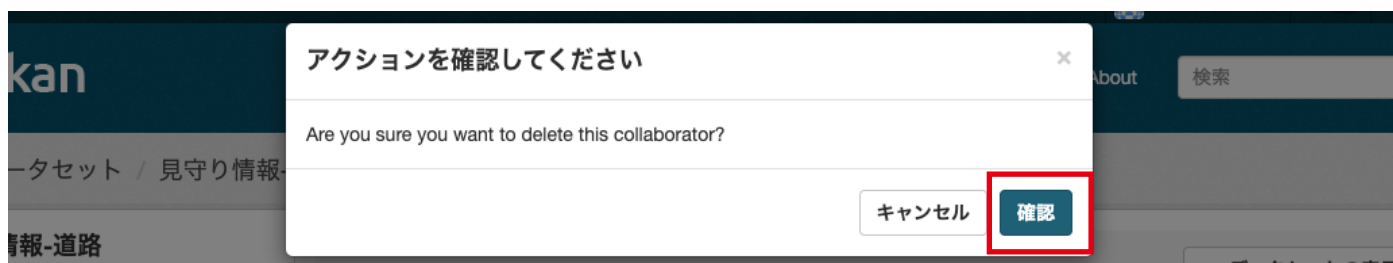 アクションを確認してください ×
kan
About 検索
Are you sure you want to delete this collaborator?
ータセット / 見守り情報-
キャンセル 確認
情報-道路